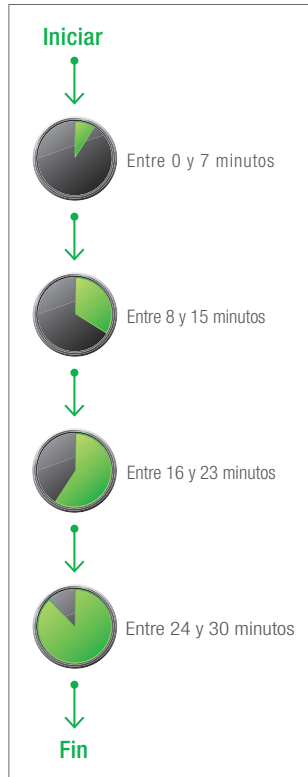 Iniciar
Entre 0 y 7 minutos
Entre 8 y 15 minutos
Entre 16 y 23 minutos
Entre 24 y 30 minutos
Fin